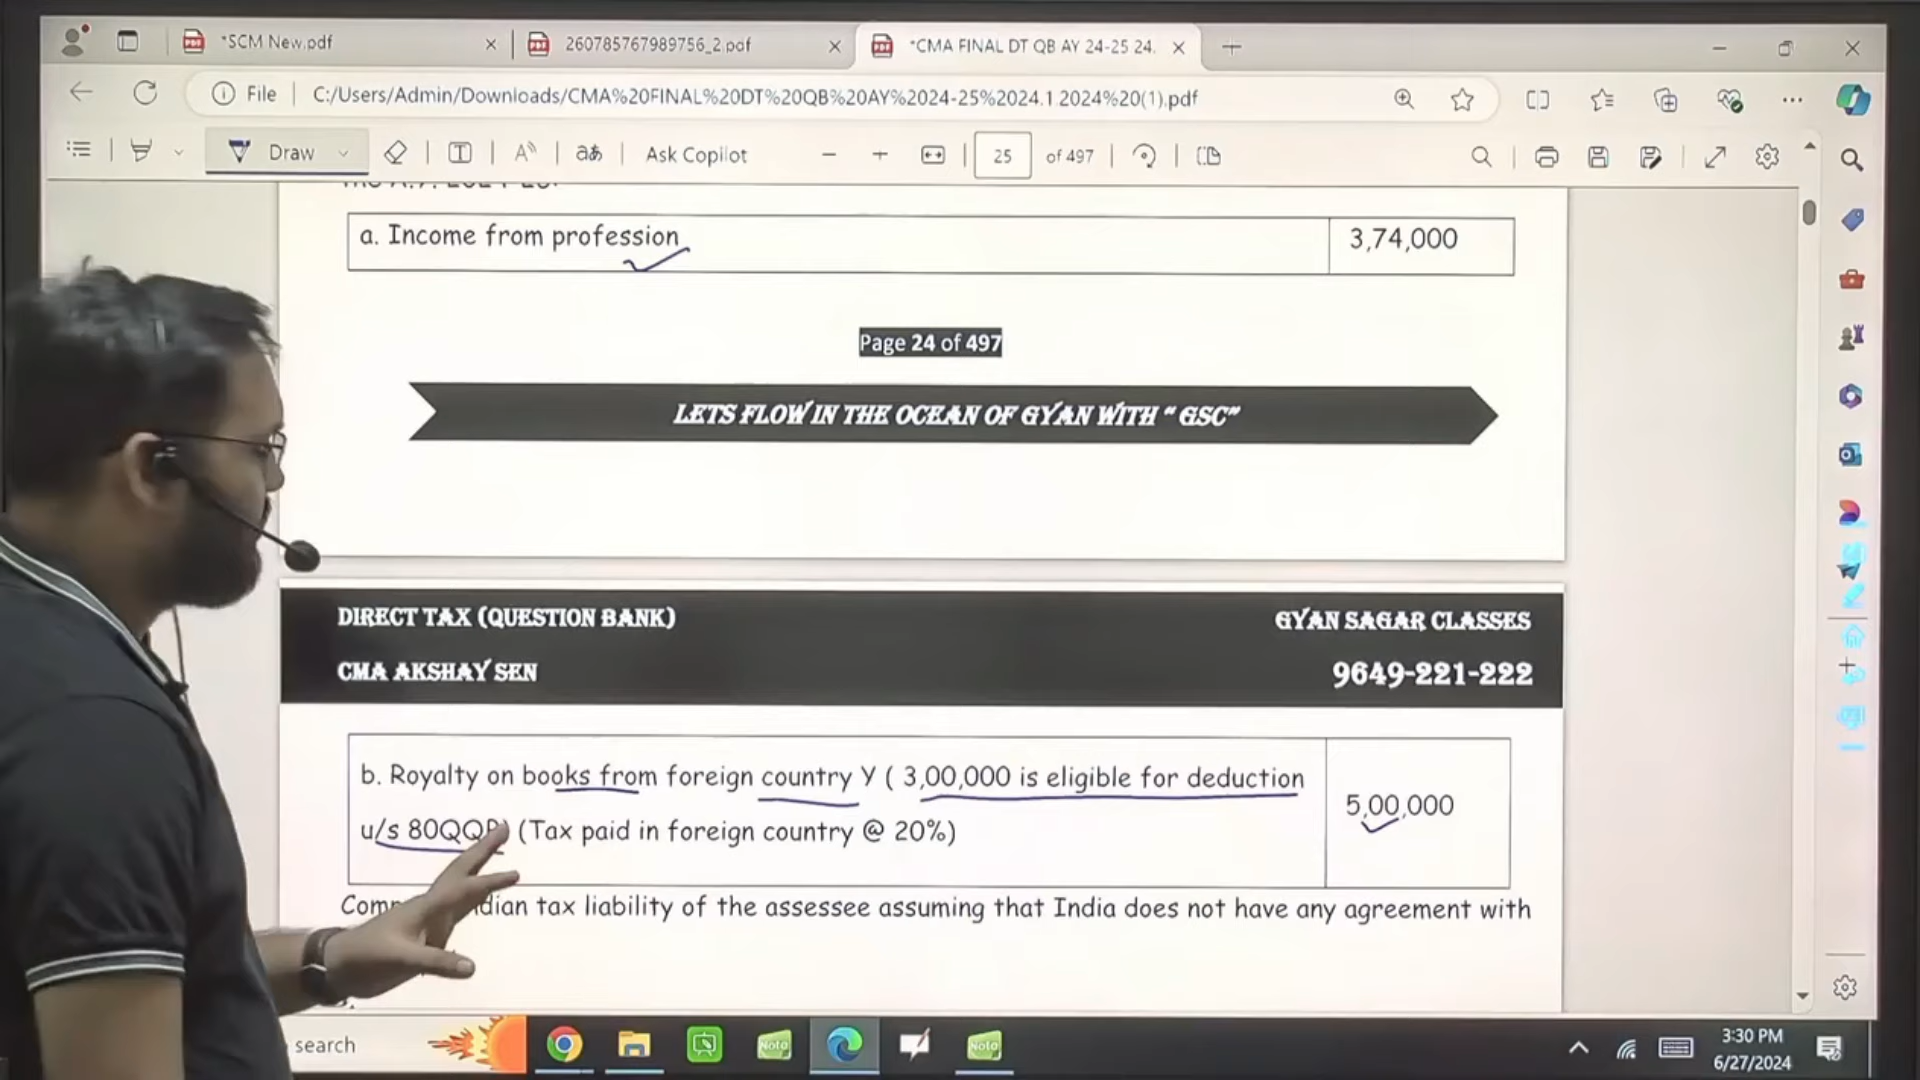 *SCM New.pdf
260785767989756_2.pdf
*CMA FINAL DT QB AY 24-25 24.
File
C:/Users/Admin/Downloads/CMA%20FINAL%20DT%20QB%20AY%2024-25%2024.1 2024%20(1).pdf
Draw
Ask Copilot
25
of 497
a. Income from profession
3,74,000
Page 24 of 497
LETS FLOW IN THE OCEAN OF GYAN WITH “ GSC”
DIRECT TAX (QUESTION BANK)
GYAN SAGAR CLASSES
CMA AKSHAY SEN
9649-221-222
b. Royalty on books from foreign country Y ( 3,00,000 is eligible for deduction
5,00,000
u/s 80QQB) (Tax paid in foreign country @ 20%)
tax liability of the assessee assuming that India does not have any agreement with
search
Note
Note
3:30 PM
6/27/2024